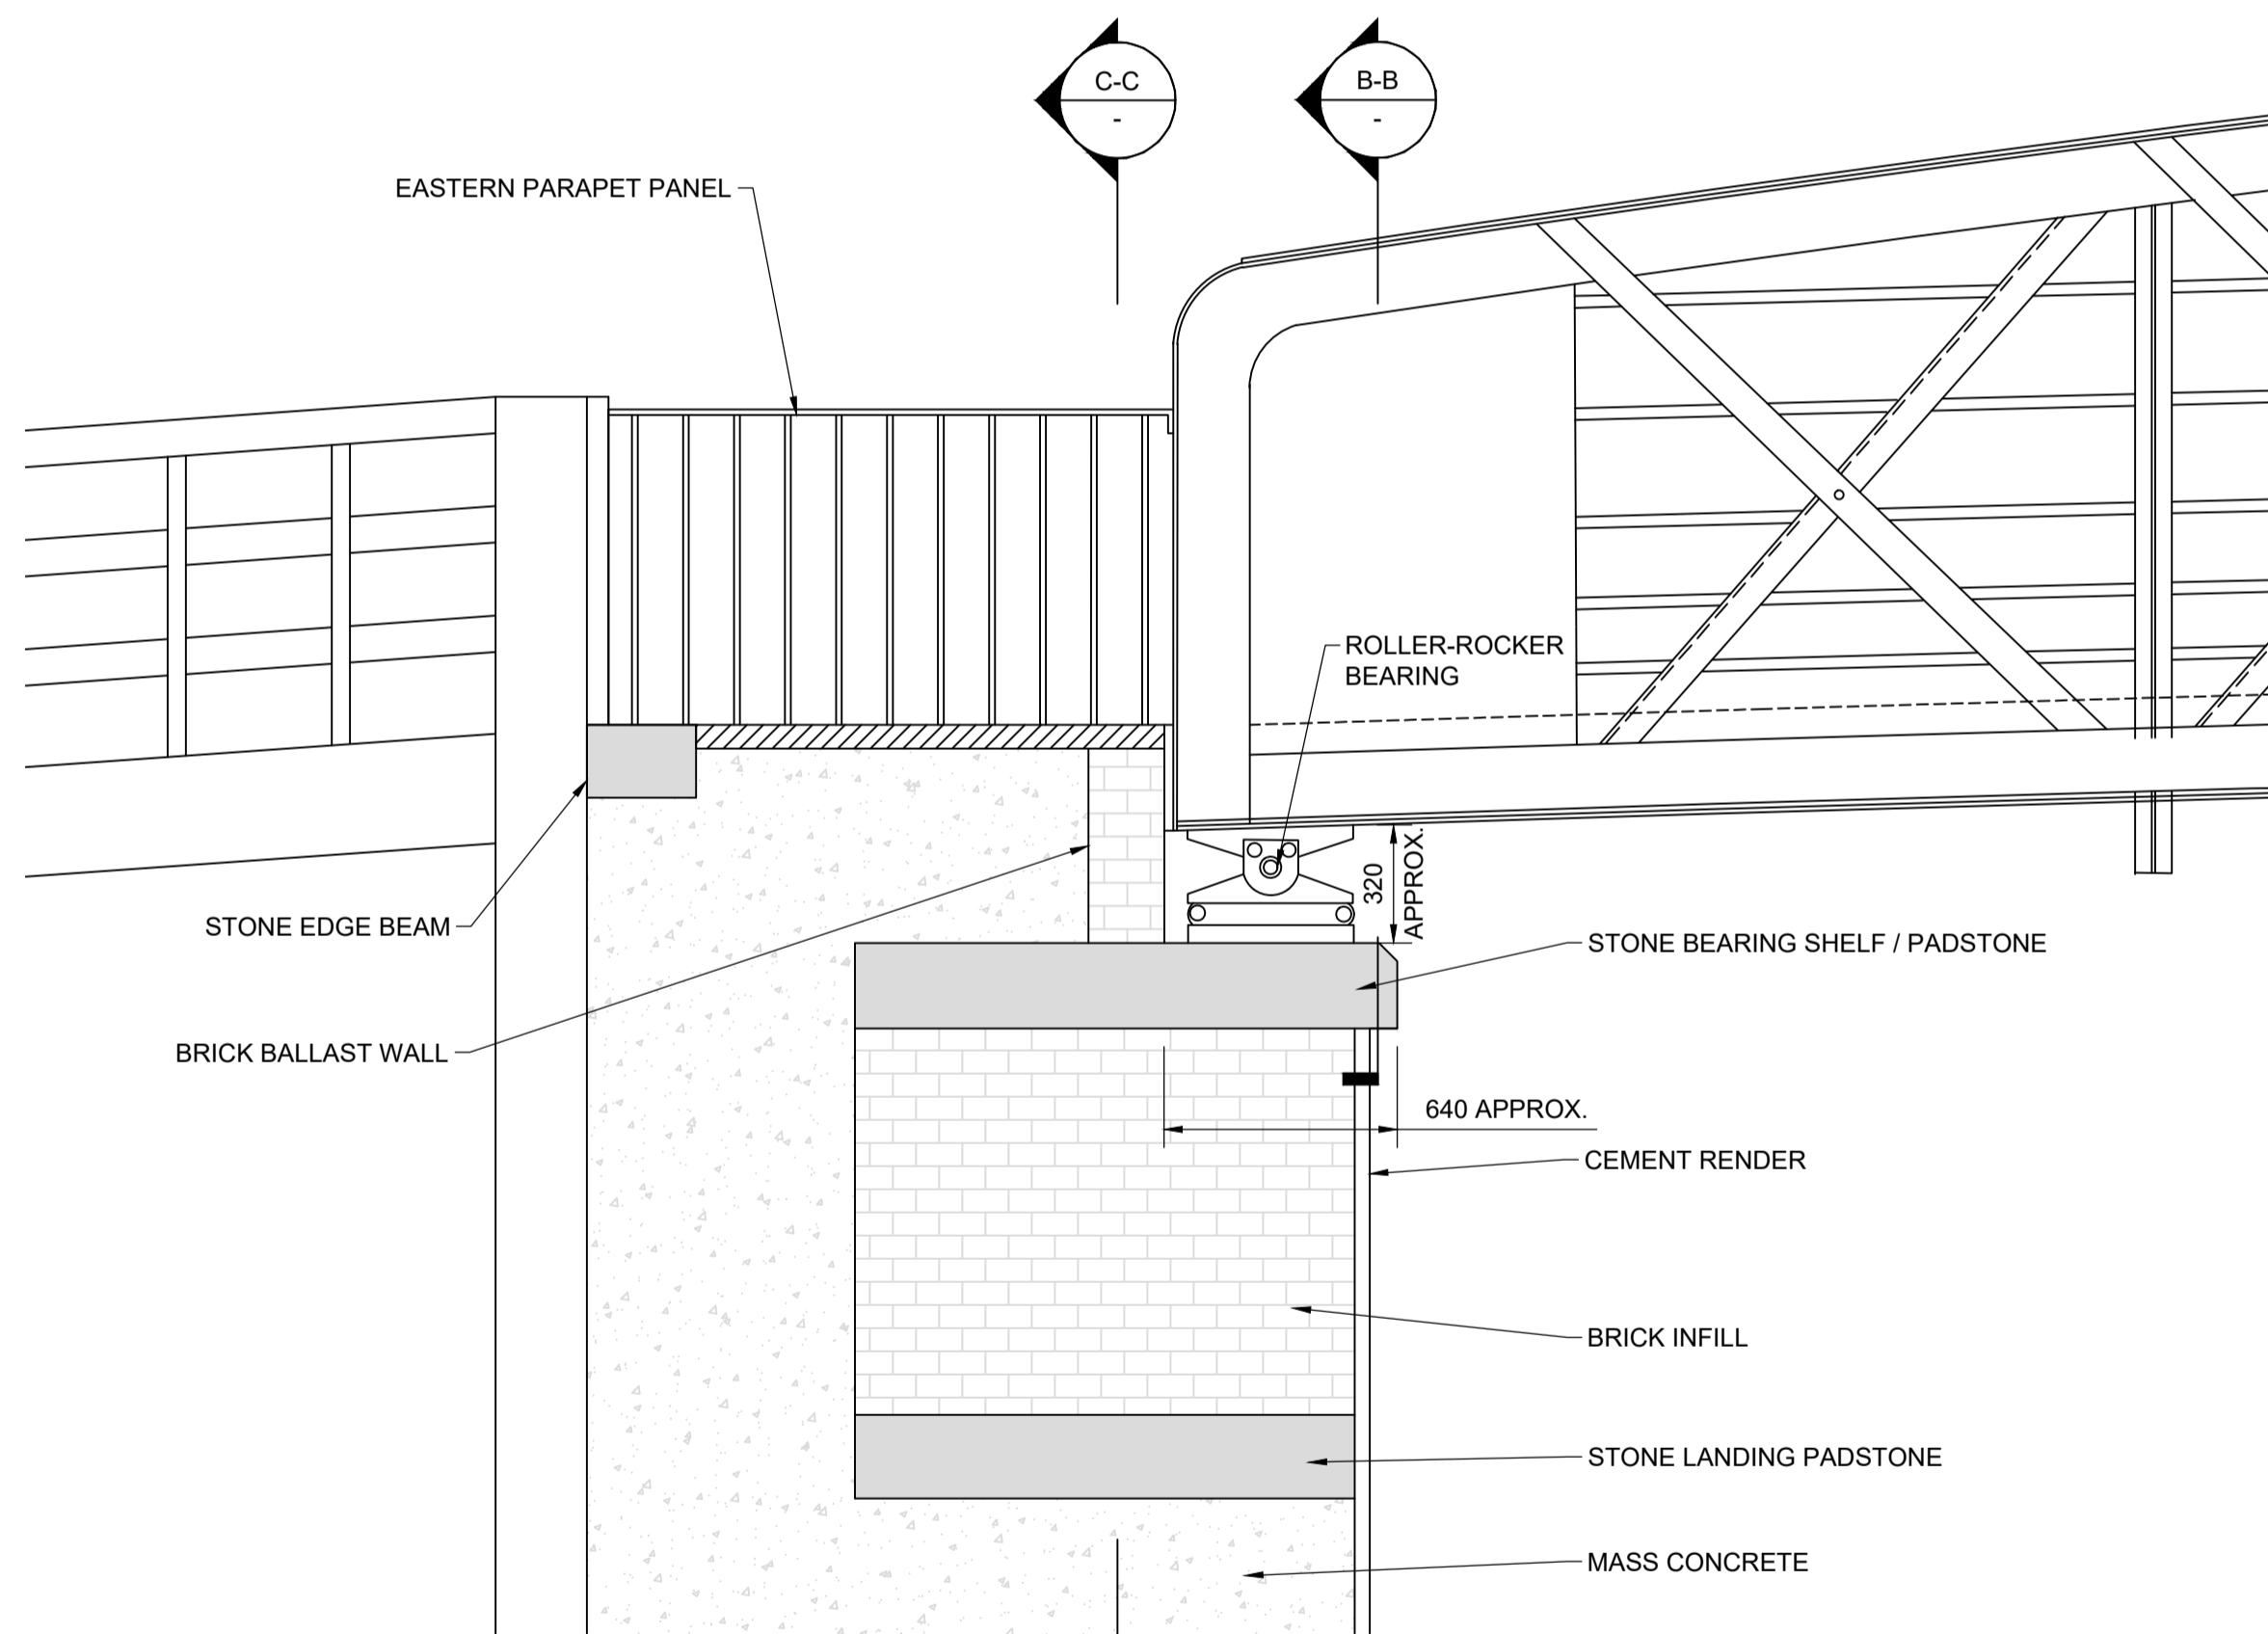 C-C
-
B-B
-
EASTERN PARAPET PANEL
ROLLER-ROCKER
BEARING
320
APPROX.
STONE EDGE BEAM
STONE BEARING SHELF / PADSTONE
BRICK BALLAST WALL
640 APPROX.
CEMENT RENDER
BRICK INFILL
STONE LANDING PADSTONE
MASS CONCRETE